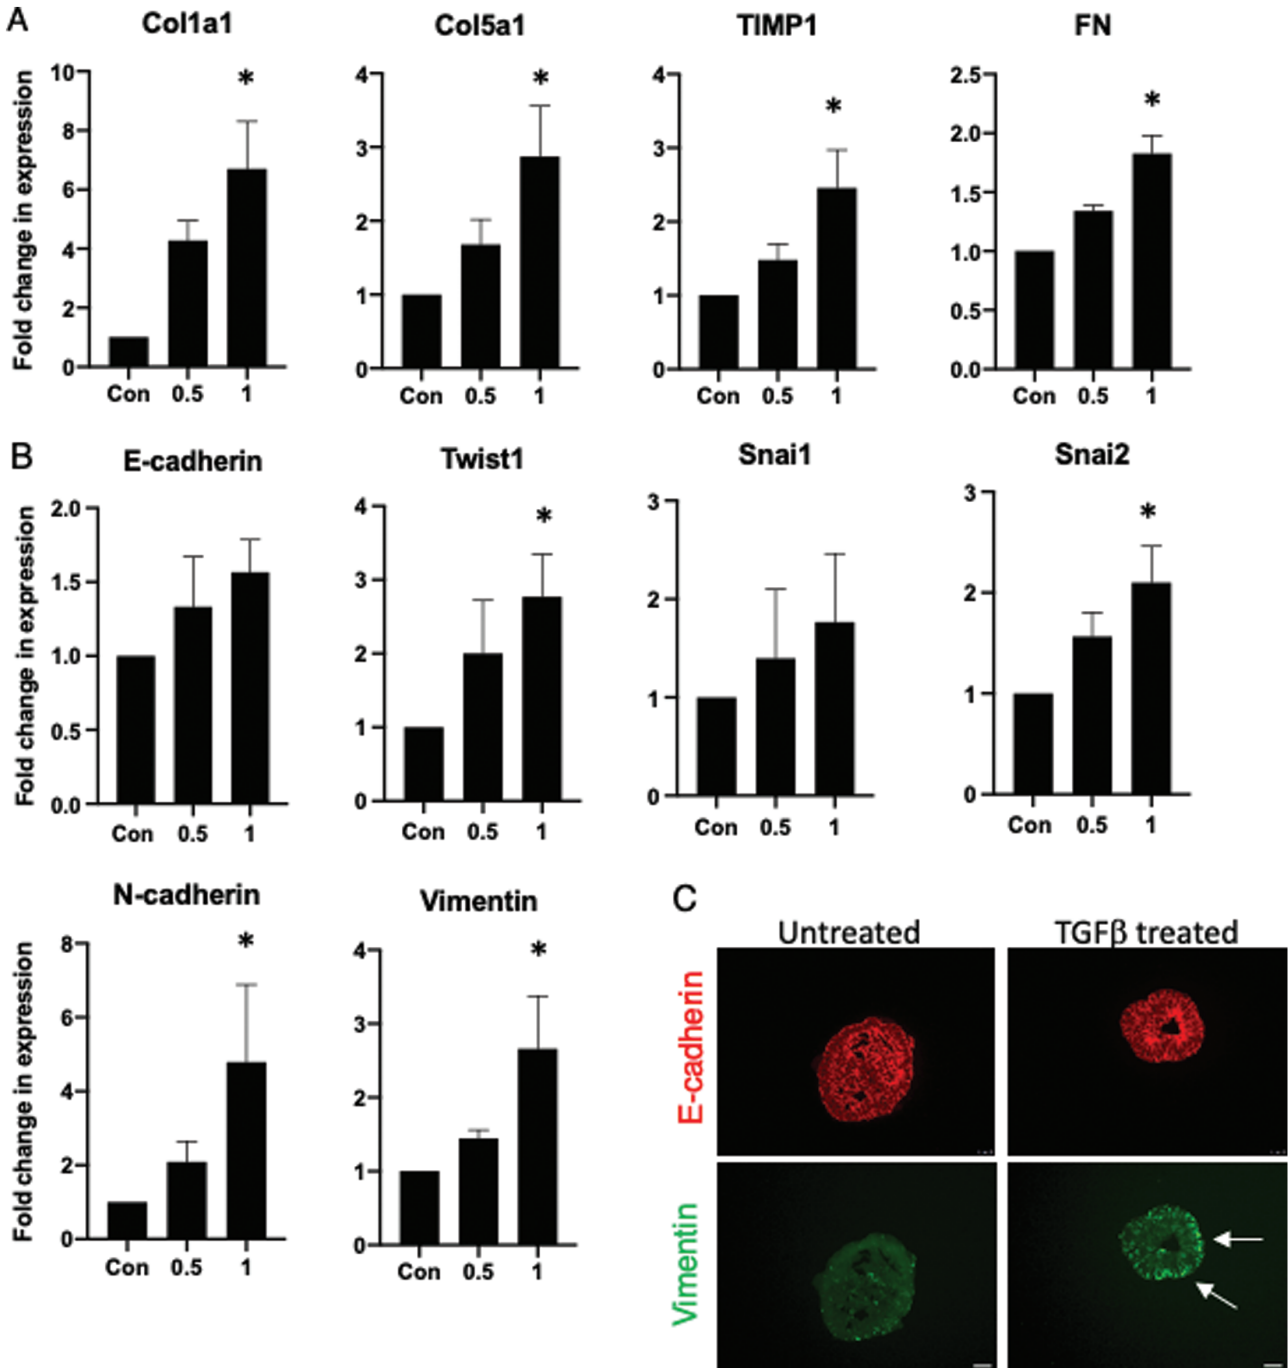 A
Col1a1
Col5a1
TIMP1
FN
Fold change in expression
10
8
6
4
2
0
*
Con 0.5 1
4
3
2
1
0
*
Con 0.5 1
4
3
2
1
0
*
Con 0.5 1
2.5
2.0
1.5
1.0
0.5
0.0
*
Con 0.5 1
B
E-cadherin
Twist1
Snai1
Snai2
Fold change in expression
2.0
1.5
1.0
0.5
0.0
Con 0.5 1
4
3
2
1
0
*
Con 0.5 1
3
2
1
0
Con 0.5 1
3
2
1
0
*
Con 0.5 1
N-cadherin
Vimentin
Fold change in expression
8
6
4
2
0
*
Con 0.5 1
4
3
2
1
0
*
Con 0.5 1
C
Untreated
TGFβ treated
E-cadherin
Vimentin